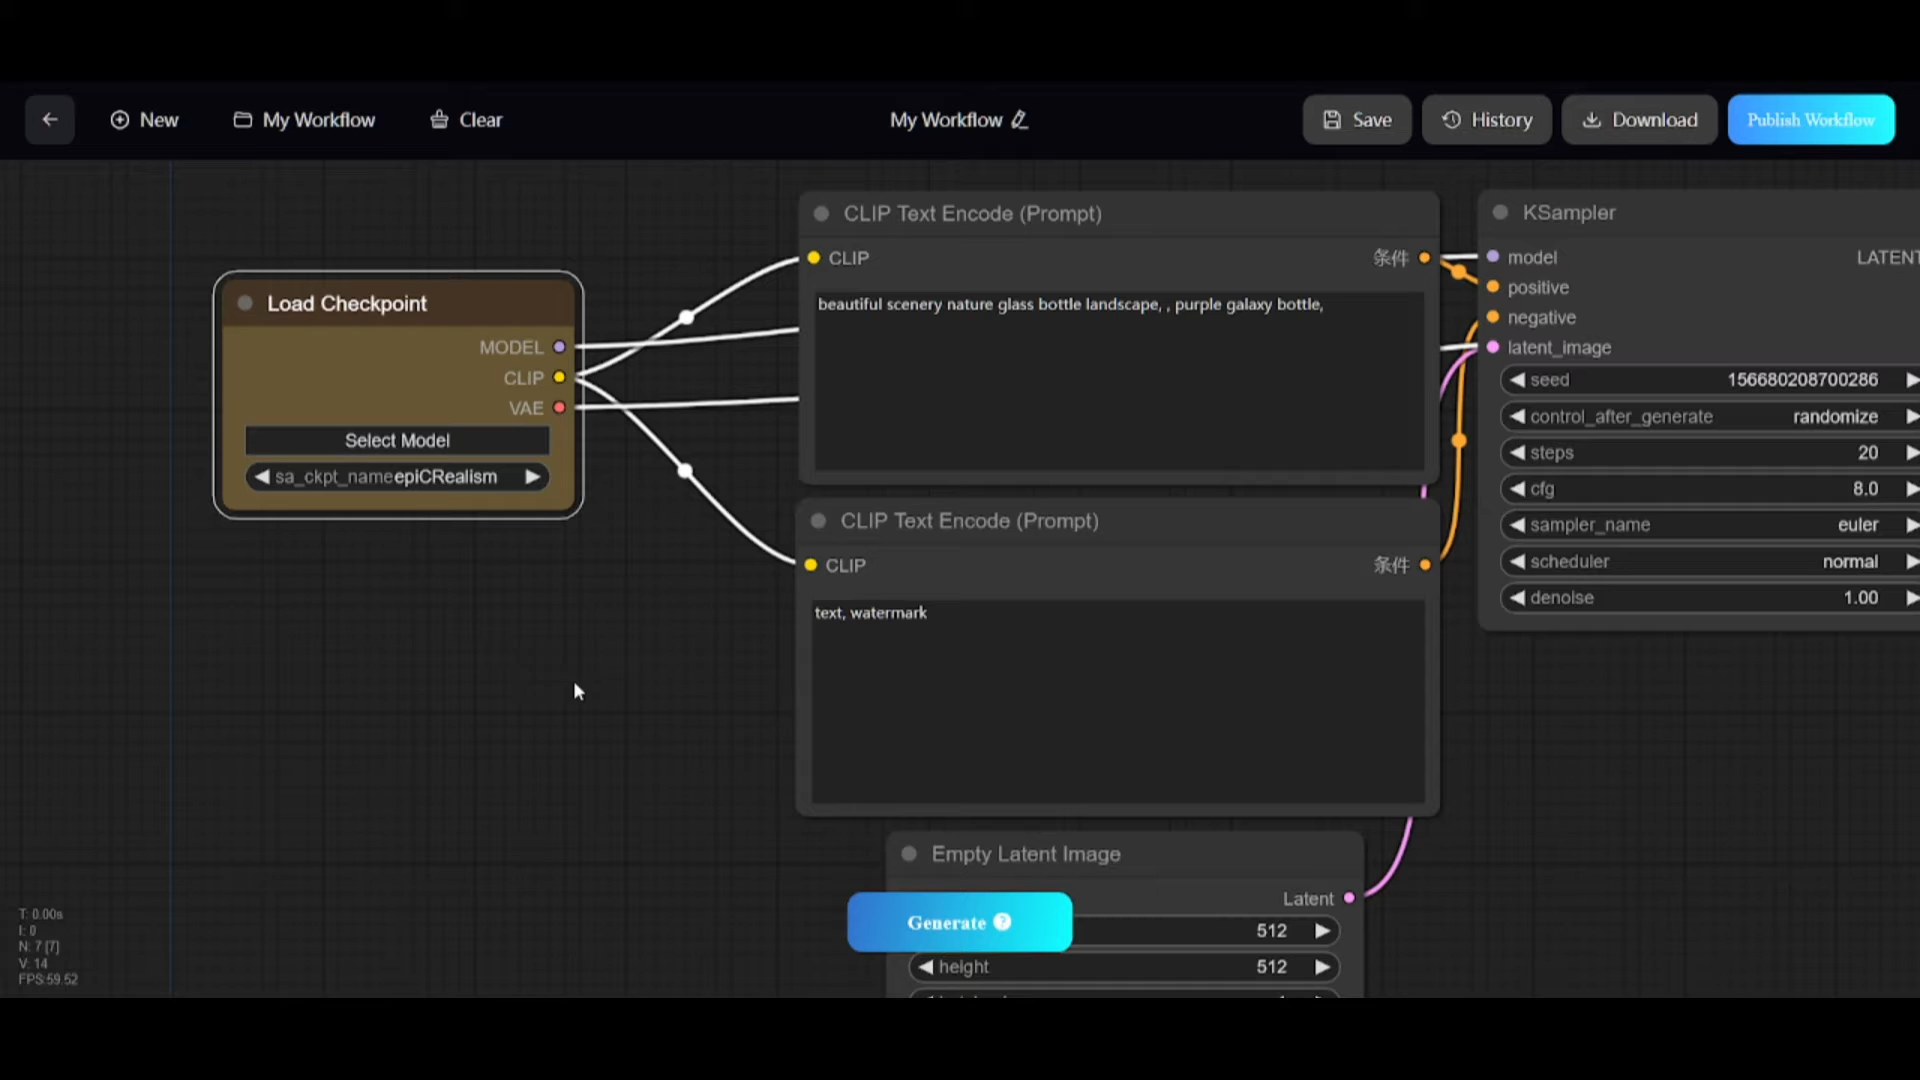 New
My Workflow
Clear
My Workflow
Save
History
Download
Publish Workflow
Load Checkpoint
MODEL
CLIP
VAE
Select Model
sa_ckpt_name epiCRealism
CLIP Text Encode (Prompt)
CLIP
条件
beautiful scenery nature glass bottle landscape, , purple galaxy bottle,
CLIP Text Encode (Prompt)
CLIP
条件
text, watermark
KSampler
model
LATENT
positive
negative
latent_image
seed 156680208700286
control_after_generate randomize
steps 20
cfg 8.0
sampler_name euler
scheduler normal
denoise 1.00
Empty Latent Image
Latent
512
height 512
Generate
T: 0.00s
I: 0
N: 7 [7]
V: 14
FPS:59.52